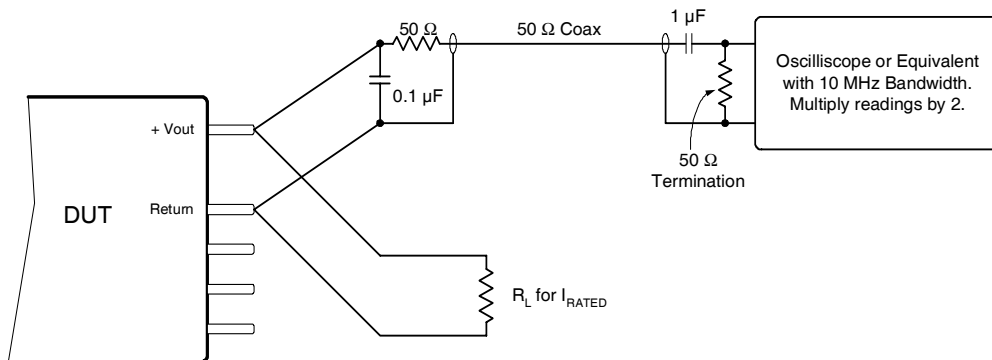 50 Ω
50 Ω Coax
1 μF
0.1 μF
Oscilliscope or Equivalent
with 10 MHz Bandwidth.
Multiply readings by 2.
50 Ω
Termination
+ Vout
Return
DUT
R_L for I_RATED